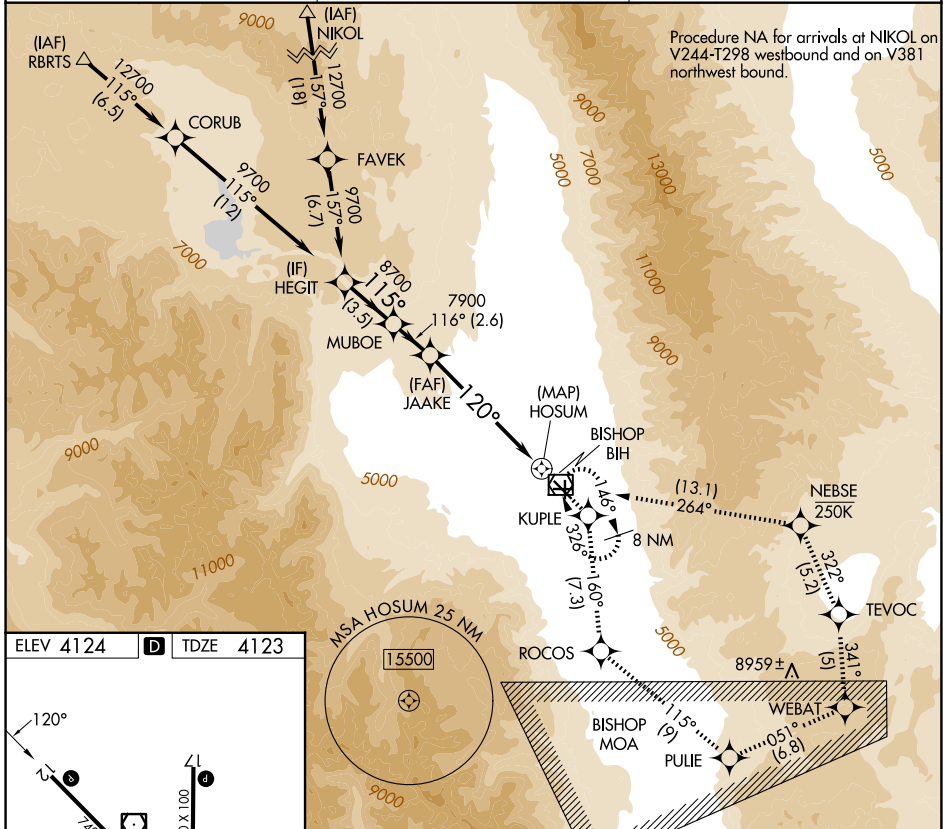 Procedure NA for arrivals at NIKOL on
V244-T298 westbound and on V381
northwest bound.
(IAF)
RBRTS
12700
115°
(6.5)
CORUB
9700
115°
(12)
(IAF)
NIKOL
12700
157°
(18)
FAVEK
9700
157°
(6.7)
9000
9000
5000
7000
13000
5000
11000
9000
7000
(IF)
HEGIT
8700
115°
(3.5)
MUBOE
7900
116° (2.6)
(FAF)
JAAKE
120°
(MAP)
HOSUM
BISHOP
BIH
146°
(13.1)
264°
NEBSE
250K
KUPLE
326°
8 NM
160°
(7.3)
322°
(5.2)
TEVOC
341°
(5)
9000
5000
11000
5000
ROCOS
8959±
WEBAT
115°
(9)
051°
(6.8)
PULIE
BISHOP
MOA
MSA HOSUM 25 NM
15500
9000
ELEV 4124
D
TDZE 4123
120°
12
P
17
P
0 X 100